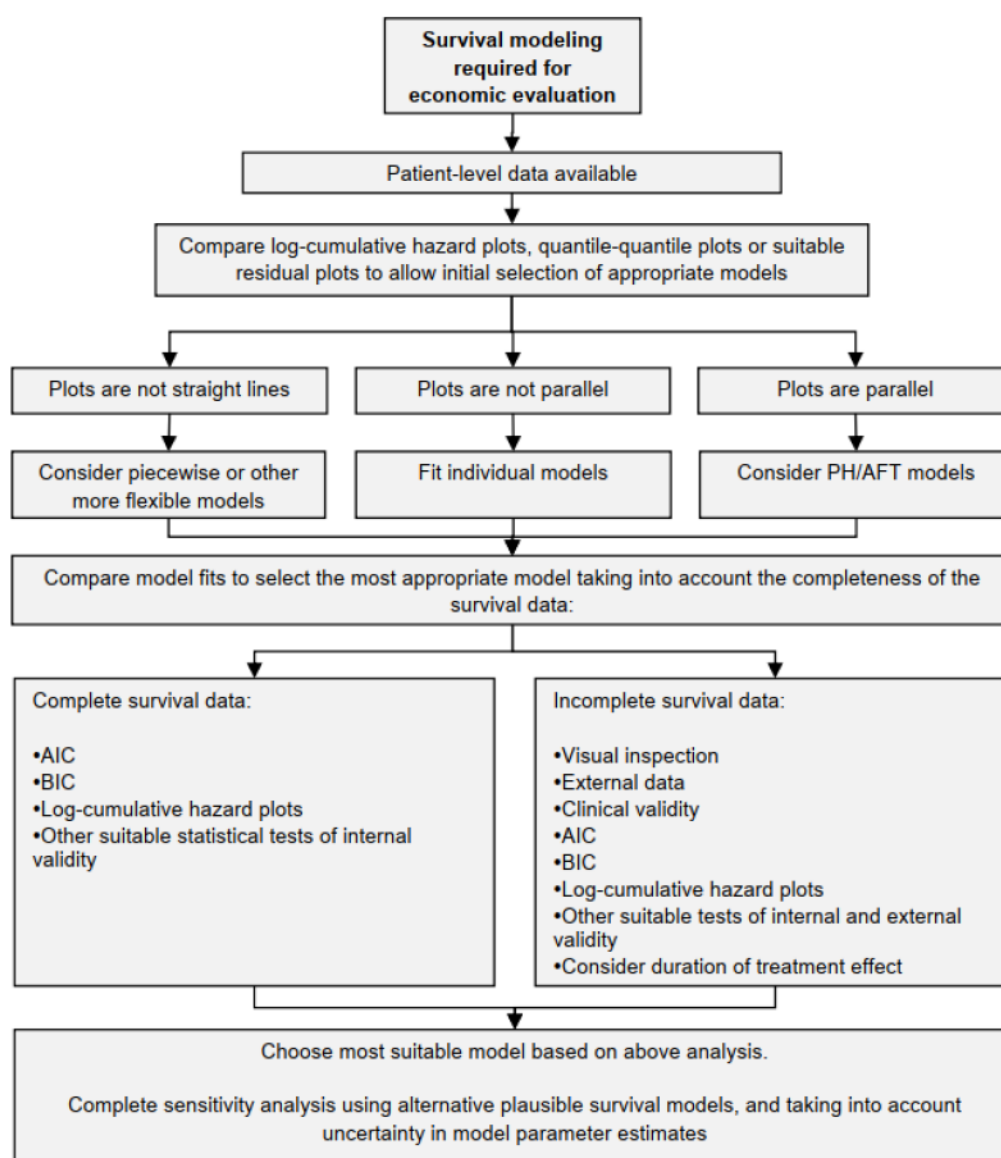 Survival modeling
required for
economic evaluation
Patient-level data available
Compare log-cumulative hazard plots, quantile-quantile plots or suitable
residual plots to allow initial selection of appropriate models
Plots are not straight lines
Plots are not parallel
Plots are parallel
Consider piecewise or other
more flexible models
Fit individual models
Consider PH/AFT models
Compare model fits to select the most appropriate model taking into account the completeness of the
survival data:
Complete survival data:
•AIC
•BIC
•Log-cumulative hazard plots
•Other suitable statistical tests of internal
validity
Incomplete survival data:
•Visual inspection
•External data
•Clinical validity
•AIC
•BIC
•Log-cumulative hazard plots
•Other suitable tests of internal and external
validity
•Consider duration of treatment effect
Choose most suitable model based on above analysis.
Complete sensitivity analysis using alternative plausible survival models, and taking into account
uncertainty in model parameter estimates